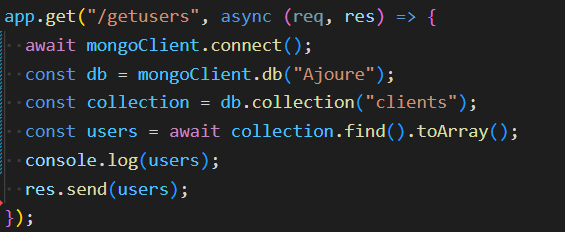 app.get("/getusers", async (req, res) => {
  await mongoClient.connect();
  const db = mongoClient.db("Ajoure");
  const collection = db.collection("clients");
  const users = await collection.find().toArray();
  console.log(users);
  res.send(users);
});